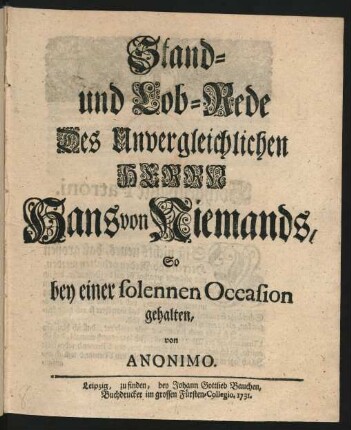 Stand-
und Lob-Rede
Des Unvergleichlichen
HERRN
Hans von Niemands,
So
bey einer solennen Occasion
gehalten,
von
ANONIMO.
Leipzig, zu finden, bey Johann Gottlieb Bauchen,
Buchdrucker im grossen Fürsten-Collegio, 1731.